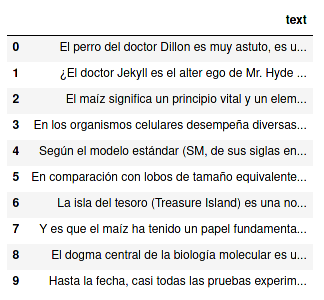 text
0 El perro del doctor Dillon es muy astuto, es u...
1 ¿El doctor Jekyll es el alter ego de Mr. Hyde ...
2 El maíz significa un principio vital y un elem...
3 En los organismos celulares desempeña diversas...
4 Según el modelo estándar (SM, de sus siglas en...
5 En comparación con lobos de tamaño equivalente...
6 La isla del tesoro (Treasure Island) es una no...
7 Y es que el maíz ha tenido un papel fundamenta...
8 El dogma central de la biología molecular es u...
9 Hasta la fecha, casi todas las pruebas experim...